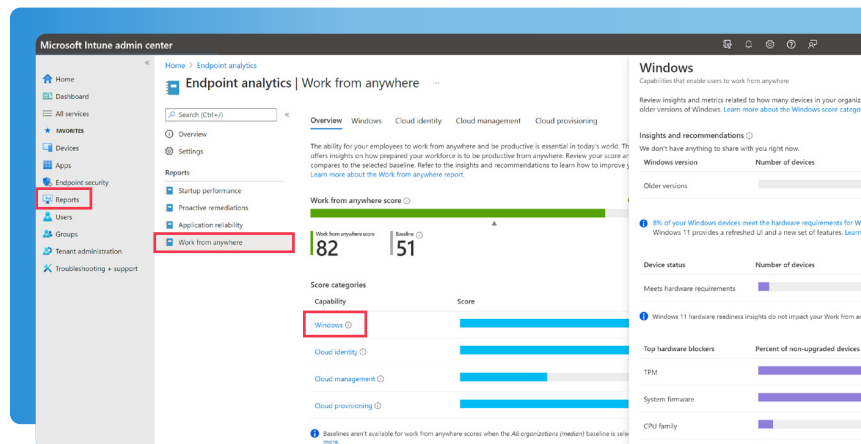 Microsoft Intune admin center
«
Home
Dashboard
All services
FAVORITES
Devices
Apps
Endpoint security
Reports
Users
Groups
Tenant administration
Troubleshooting + support
Home > Endpoint analytics
Endpoint analytics | Work from anywhere ...
Search (Ctrl+/) «
Overview
Settings
Reports
Startup performance
Proactive remediations
Application reliability
Work from anywhere
Overview Windows Cloud identity Cloud management Cloud provisioning
The ability for your employees to work from anywhere and be productive is essential in today's world. Th
offers insights on how prepared your workforce is to be productive from anywhere. Review your score an
compares to the selected baseline. Refer to the insights and recommendations to learn how to improve y
Learn more about the Work from anywhere report.
Work from anywhere score
Work from anywhere score
82
Baseline
51
Score categories
Capability Score
Windows
Cloud identity
Cloud management
Cloud provisioning
Baselines aren't available for work from anywhere scores when the All organizations (median) baseline is sele
more.
Windows
Capabilities that enable users to work from anywhere
Review insights and metrics related to how many devices in your organiz
older versions of Windows. Learn more about the Windows score catego
Insights and recommendations
We don't have anything to share with you right now.
Windows version Number of devices
Older versions
8% of your Windows devices meet the hardware requirements for W
Windows 11 provides a refreshed UI and a new set of features. Learn
Device status Number of devices
Meets hardware requirements
Windows 11 hardware readiness insights do not impact your Work from an
Top hardware blockers Percent of non-upgraded devices
TPM
System firmware
CPU family